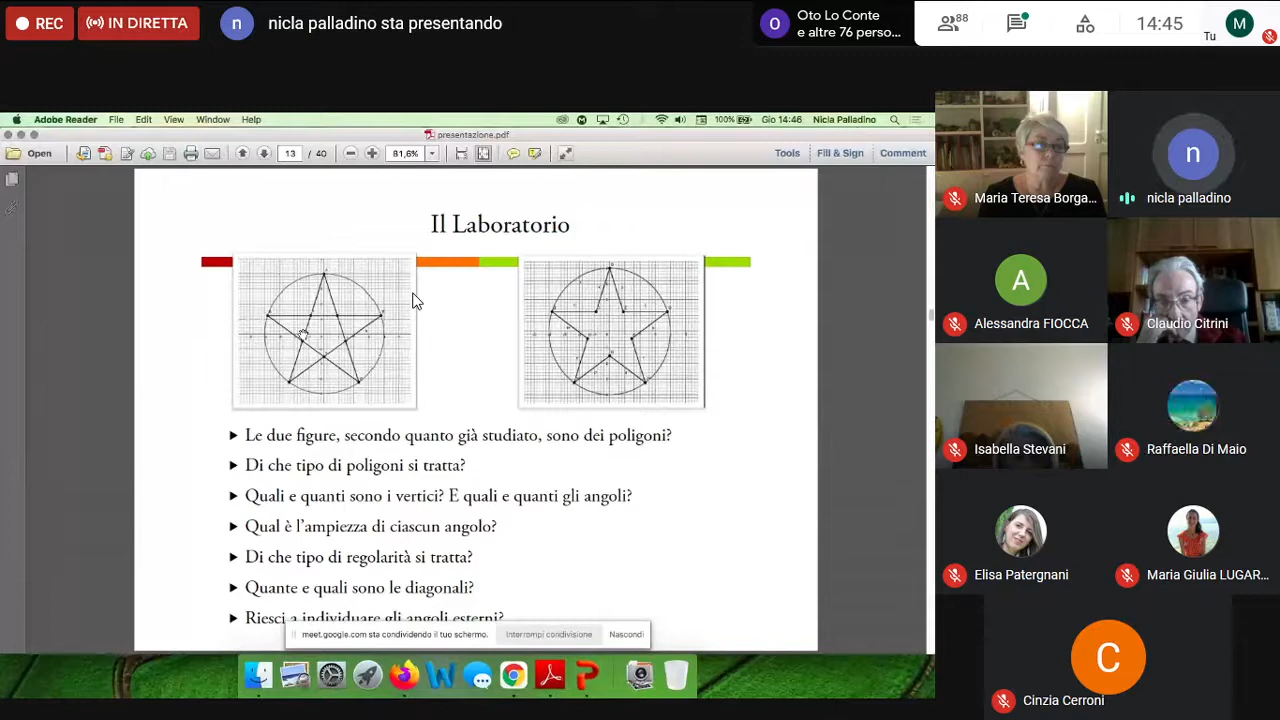 REC
IN DIRETTA
n
nicla palladino sta presentando
O
Oto Lo Conte
e altre 76 perso...
88
14:45
Tu
M
Adobe Reader File Edit View Window Help
100%
Gio 14:46 Nicla Palladino
presentazione.pdf
Open
13 / 40
81,6%
Tools Fill & Sign Comment
Il Laboratorio
Le due figure, secondo quanto già studiato, sono dei poligoni?
Di che tipo di poligoni si tratta?
Quali e quanti sono i vertici? E quali e quanti gli angoli?
Qual è l'ampiezza di ciascun angolo?
Di che tipo di regolarità si tratta?
Quante e quali sono le diagonali?
Riesci a individuare gli angoli esterni?
meet.google.com sta condividendo il tuo schermo.
Interrompi condivisione
Nascondi
Maria Teresa Borga...
n
nicla palladino
A
Alessandra FIOCCA
Claudio Citrini
Isabella Stevani
Raffaella Di Maio
Elisa Patergnani
Maria Giulia LUGAR...
C
Cinzia Cerroni